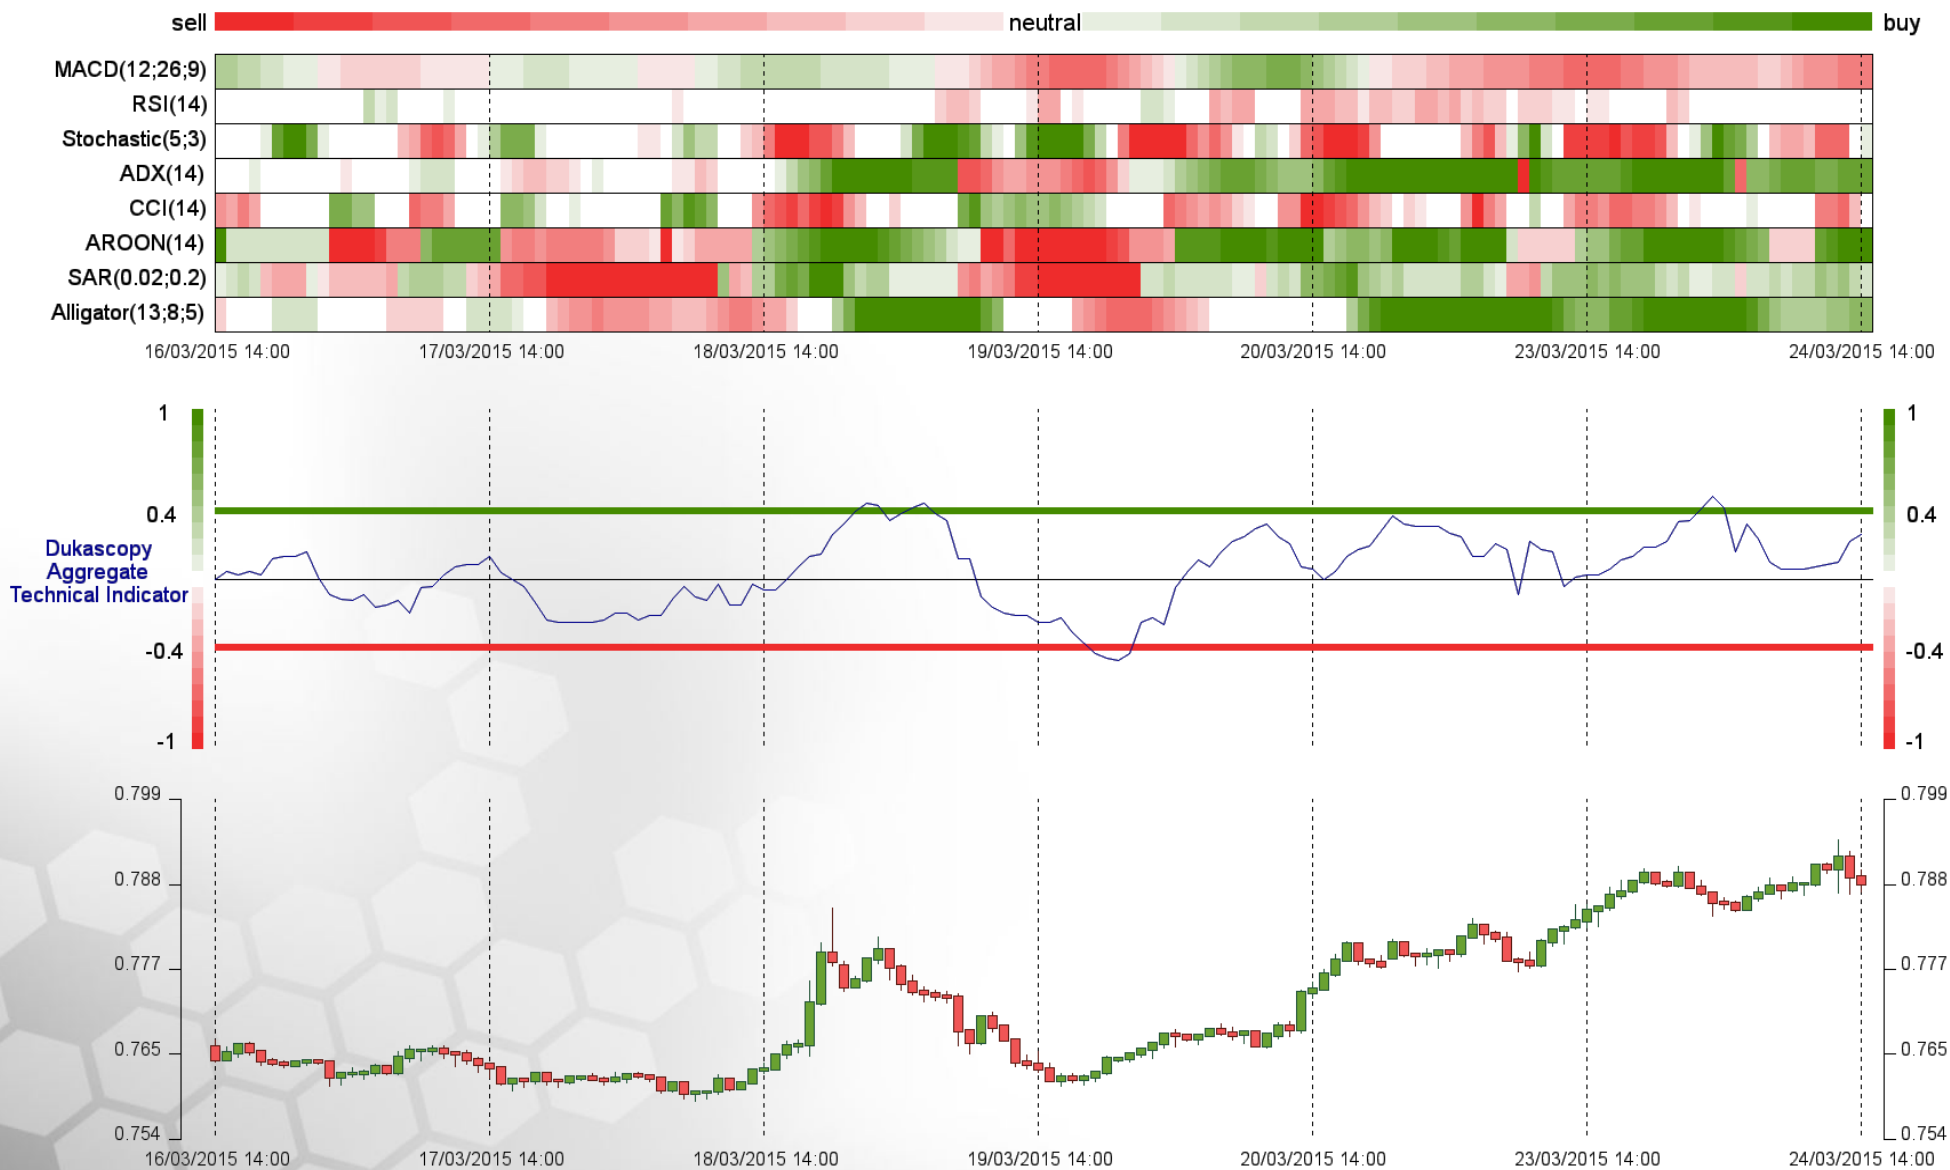 sell neutral buy
MACD(12;26;9)
RSI(14)
Stochastic(5;3)
ADX(14)
CCI(14)
AROON(14)
SAR(0.02;0.2)
Alligator(13;8;5)
16/03/2015 14:00 17/03/2015 14:00 18/03/2015 14:00 19/03/2015 14:00 20/03/2015 14:00 23/03/2015 14:00 24/03/2015 14:00
1 1
0.4 0.4
Dukascopy
Aggregate
Technical Indicator
-0.4 -0.4
-1 -1
0.799 0.799
0.788 0.788
0.777 0.777
0.765 0.765
0.754 0.754
16/03/2015 14:00 17/03/2015 14:00 18/03/2015 14:00 19/03/2015 14:00 20/03/2015 14:00 23/03/2015 14:00 24/03/2015 14:00